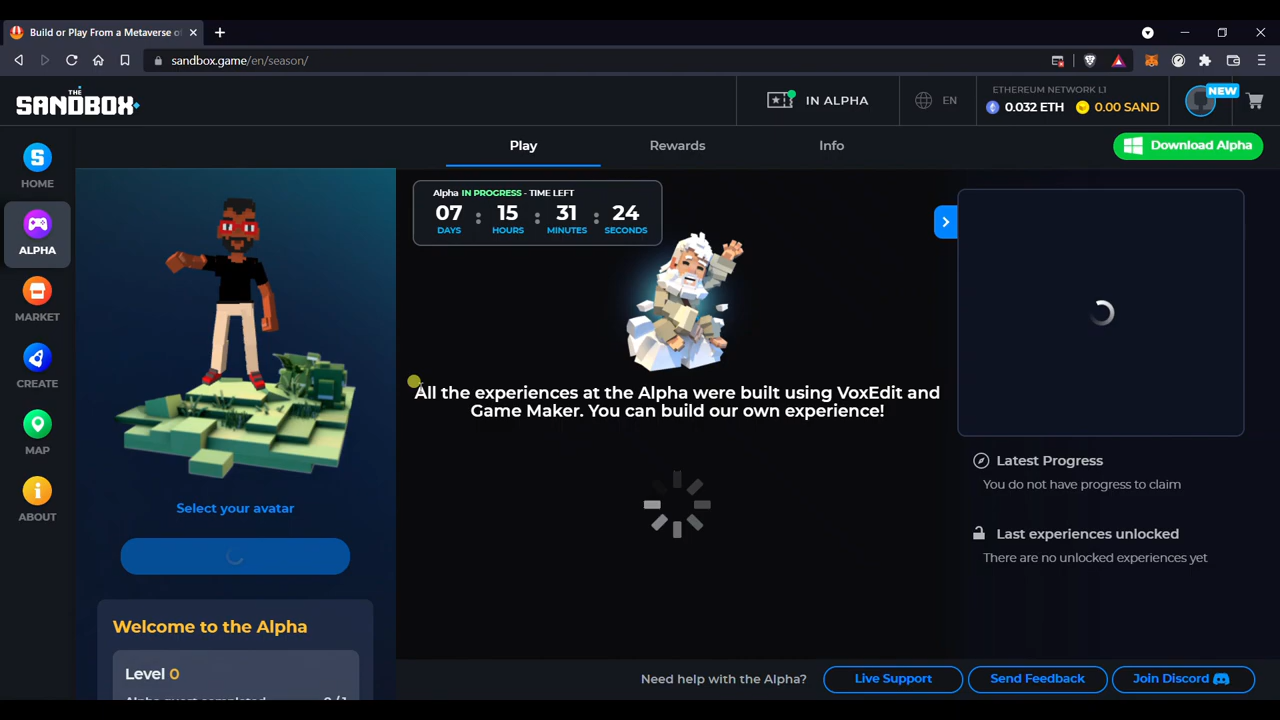 Build or Play From a Metaverse o
sandbox.game/en/season/
THE
SANDBOX
IN ALPHA
EN
ETHEREUM NETWORK L1
0.032 ETH
0.00 SAND
NEW
HOME
ALPHA
MARKET
CREATE
MAP
ABOUT
Play
Rewards
Info
Download Alpha
Select your avatar
Welcome to the Alpha
Level 0
Alpha IN PROGRESS - TIME LEFT
07 : 15 : 31 : 24
DAYS HOURS MINUTES SECONDS
All the experiences at the Alpha were built using VoxEdit and
Game Maker. You can build our own experience!
Latest Progress
You do not have progress to claim
Last experiences unlocked
There are no unlocked experiences yet
Need help with the Alpha?
Live Support
Send Feedback
Join Discord